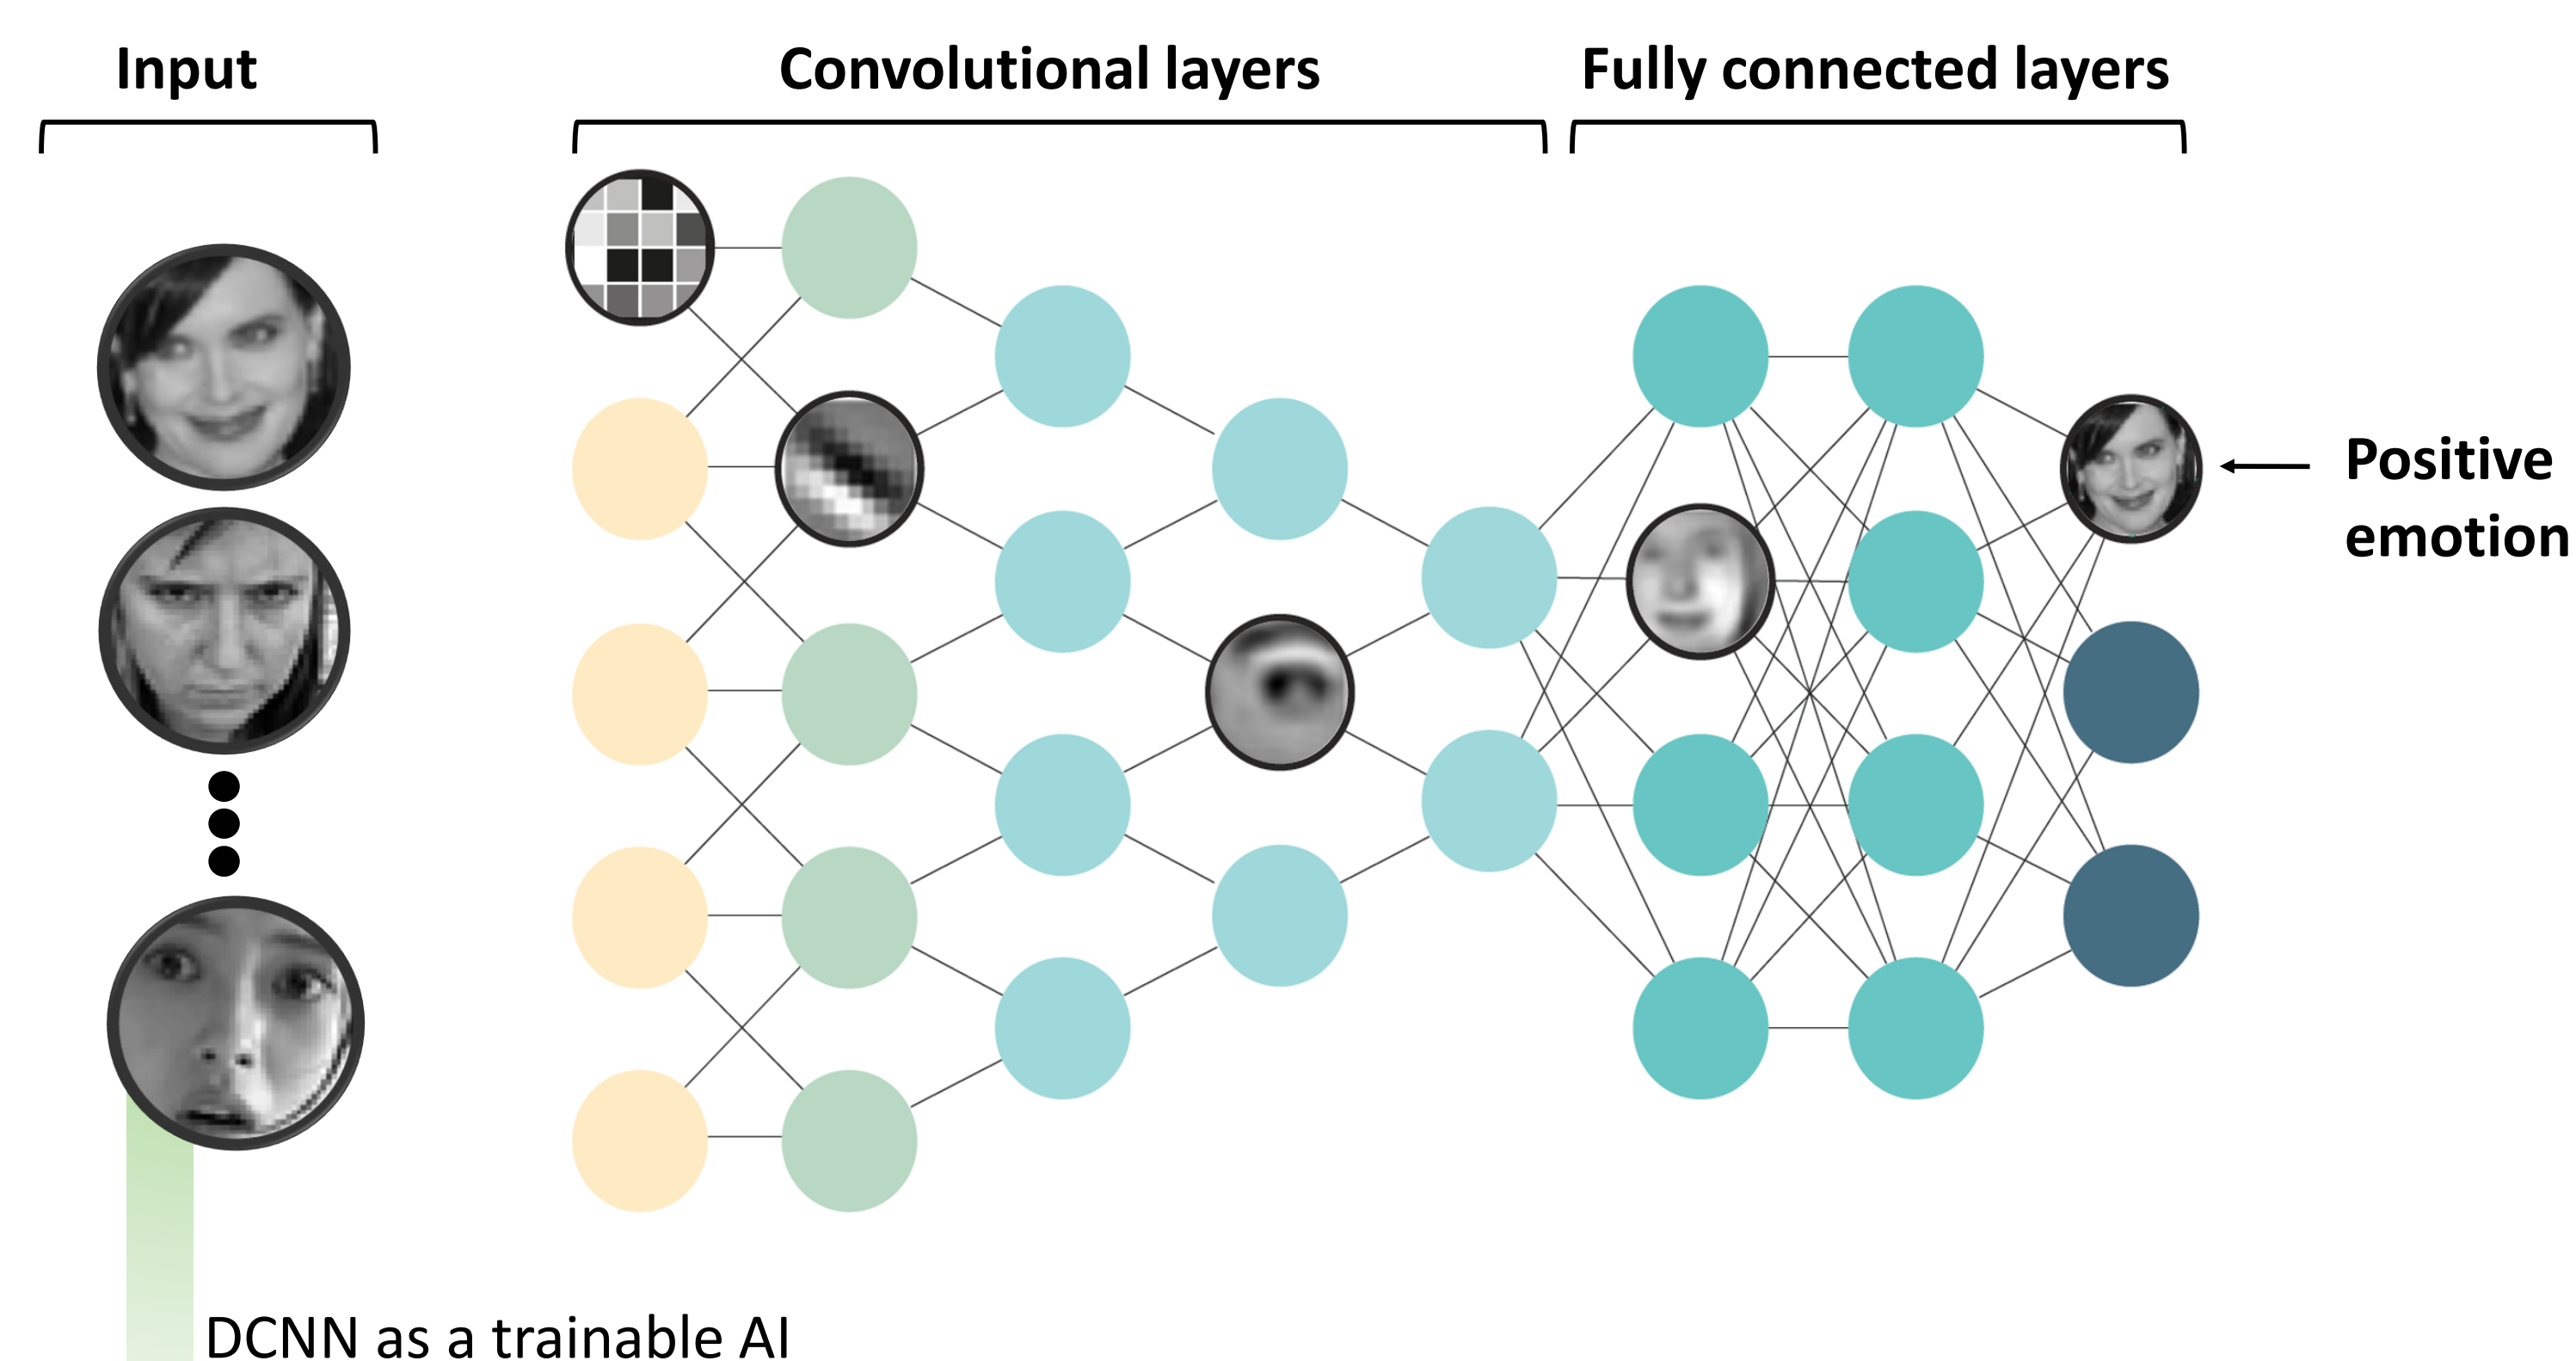 Input
Convolutional layers
Fully connected layers
Positive
emotion
DCNN as a trainable AI